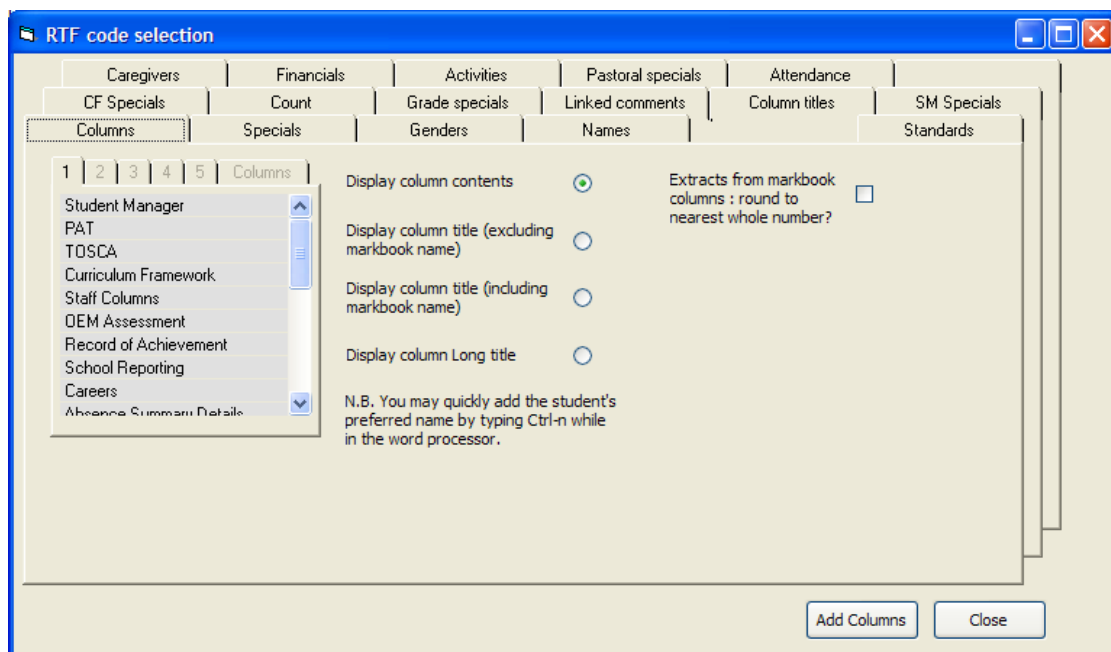 RTF code selection
Caregivers Financials Activities Pastoral specials Attendance
CF Specials Count Grade specials Linked comments Column titles SM Specials
Columns Specials Genders Names Standards
1 2 3 4 5 Columns
Student Manager
PAT
TOSCA
Curriculum Framework
Staff Columns
OEM Assessment
Record of Achievement
School Reporting
Careers
Absence Summary Details
Display column contents
Display column title (excluding
markbook name)
Display column title (including
markbook name)
Display column Long title
N.B. You may quickly add the student's
preferred name by typing Ctrl-n while
in the word processor.
Extracts from markbook
columns : round to
nearest whole number?
Add Columns Close